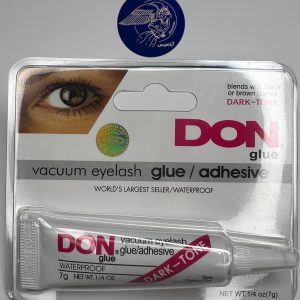 آرتمیس
blends with black
or brown lashes
DARK-TONE
DON
glue
vacuum eyelash glue / adhesive
WORLD'S LARGEST SELLER/WATERPROOF
DON
glue
vacuum eyelash
glue/adhesive
WATERPROOF
7g NET WT. 1/4 OZ
DARK-TONE
NET WT. 1/4 oz(7g)